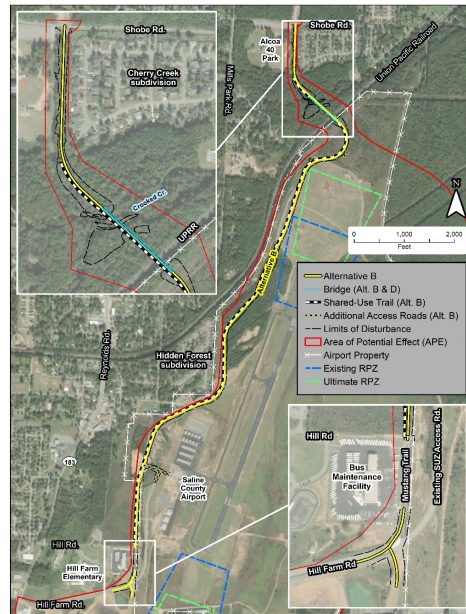 Shobe Rd.
Cherry Creek
subdivision
Crooked Cr.
UPRR
Mills Park Rd.
Alcoa
40
Park
Shobe Rd.
Union Pacific Railroad
N
0
1,000
2,000
Feet
Alternative B
Bridge (Alt. B & D)
Shared-Use Trail (Alt. B)
Additional Access Roads (Alt. B)
Limits of Disturbance
Area of Potential Effect (APE)
Airport Property
Existing RPZ
Ultimate RPZ
Alternative B
Reynolds Rd.
Hidden Forest
subdivision
183
Saline
County
Airport
Hill Rd.
Hill Farm
Elementary
Hill Farm Rd.
Hill Rd
Bus
Maintenance
Facility
Mustang Trail
Existing SUZ Access Rd.
Hill Farm Rd